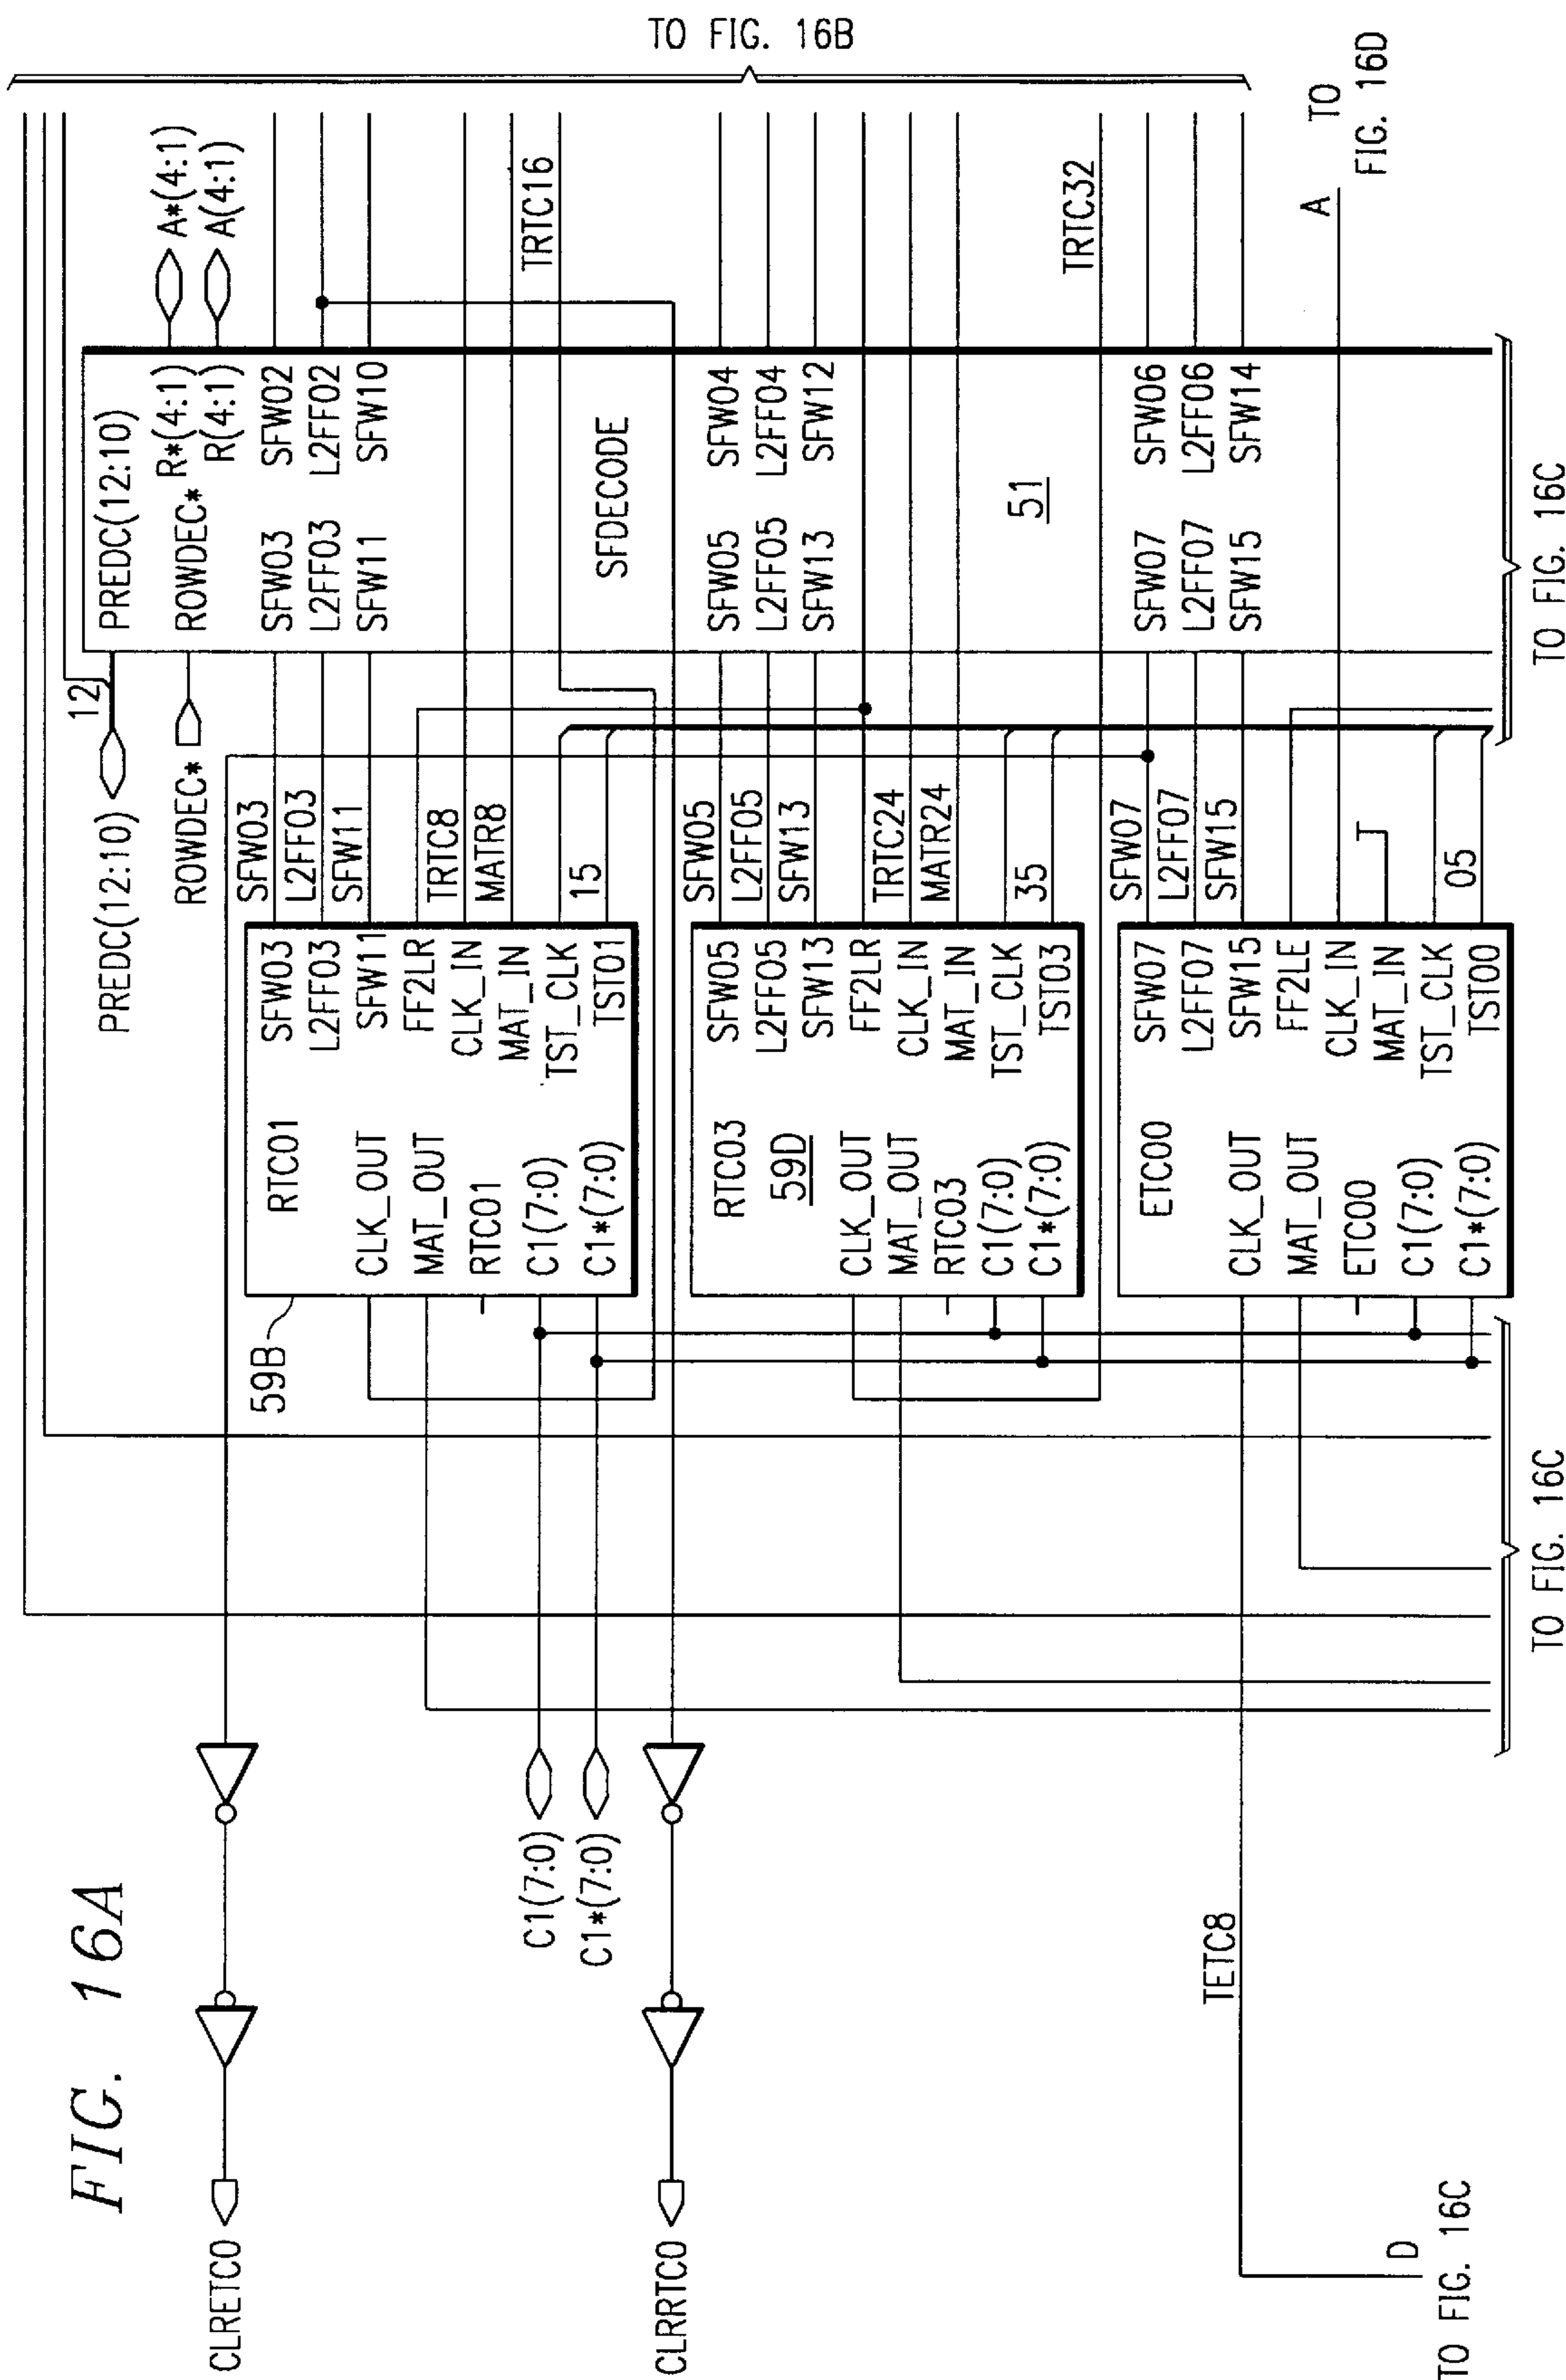 FIG. 16A
TO FIG. 16B
A TO
FIG. 16D
A*(4:1)
A(4:1)
TRTC16
TRTC32
PREDC(12:10)
R*(4:1)
R(4:1)
ROWDEC*
SFW03 SFW02
L2FF03 L2FF02
SFW11 SFW10
SFDECODE
SFW05 SFW04
L2FF05 L2FF04
SFW13 SFW12
51
SFW07 SFW06
L2FF07 L2FF06
SFW15 SFW14
TO FIG. 16C
12
PREDC(12:10)
ROWDEC*
SFW03
L2FF03
SFW11
TRTC8
MATR8
15
SFW05
L2FF05
SFW13
TRTC24
MATR24
35
SFW07
L2FF07
SFW15
05
59B
RTC01
SFW03
L2FF03
SFW11
FF2LR
CLK_IN
MAT_IN
TST_CLK
TST01
CLK_OUT
MAT_OUT
RTC01
C1(7:0)
C1*(7:0)
RTC03
59D
SFW05
L2FF05
SFW13
FF2LR
CLK_IN
MAT_IN
TST_CLK
TST03
CLK_OUT
MAT_OUT
RTC03
C1(7:0)
C1*(7:0)
ETC00
SFW07
L2FF07
SFW15
FF2LE
CLK_IN
MAT_IN
TST_CLK
TST00
CLK_OUT
MAT_OUT
ETC00
C1(7:0)
C1*(7:0)
TO FIG. 16C
C1(7:0)
C1*(7:0)
CLRETC0
CLRRTC0
TETC8
D
TO FIG. 16C